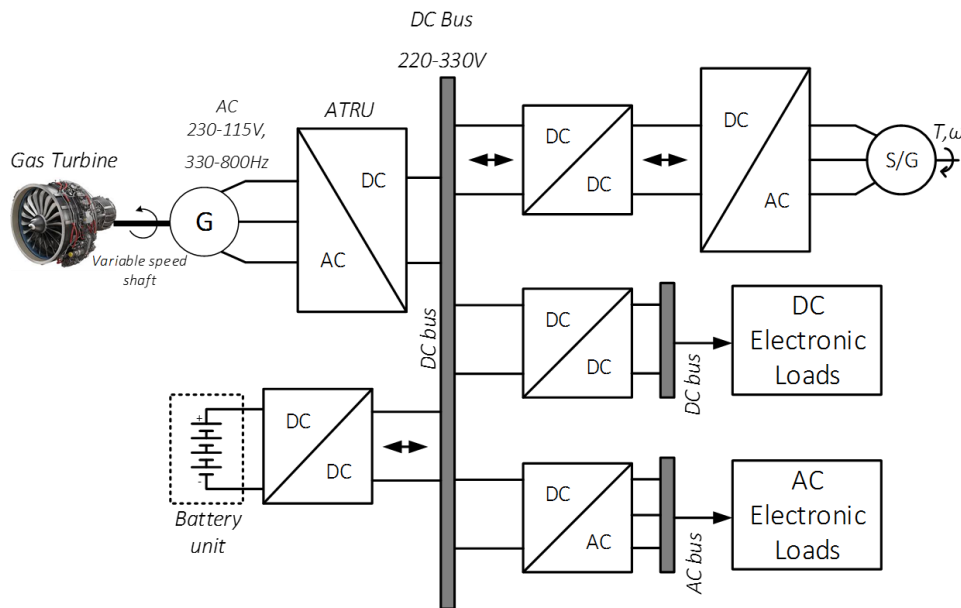 DC Bus
220-330V
AC
230-115V,
330-800Hz
ATRU
Gas Turbine
G
Variable speed
shaft
DC
AC
DC
DC
DC
AC
S/G
T,ω
DC bus
DC
DC
DC bus
DC
Electronic
Loads
+
-
Battery
unit
DC
DC
DC
AC
AC bus
AC
Electronic
Loads